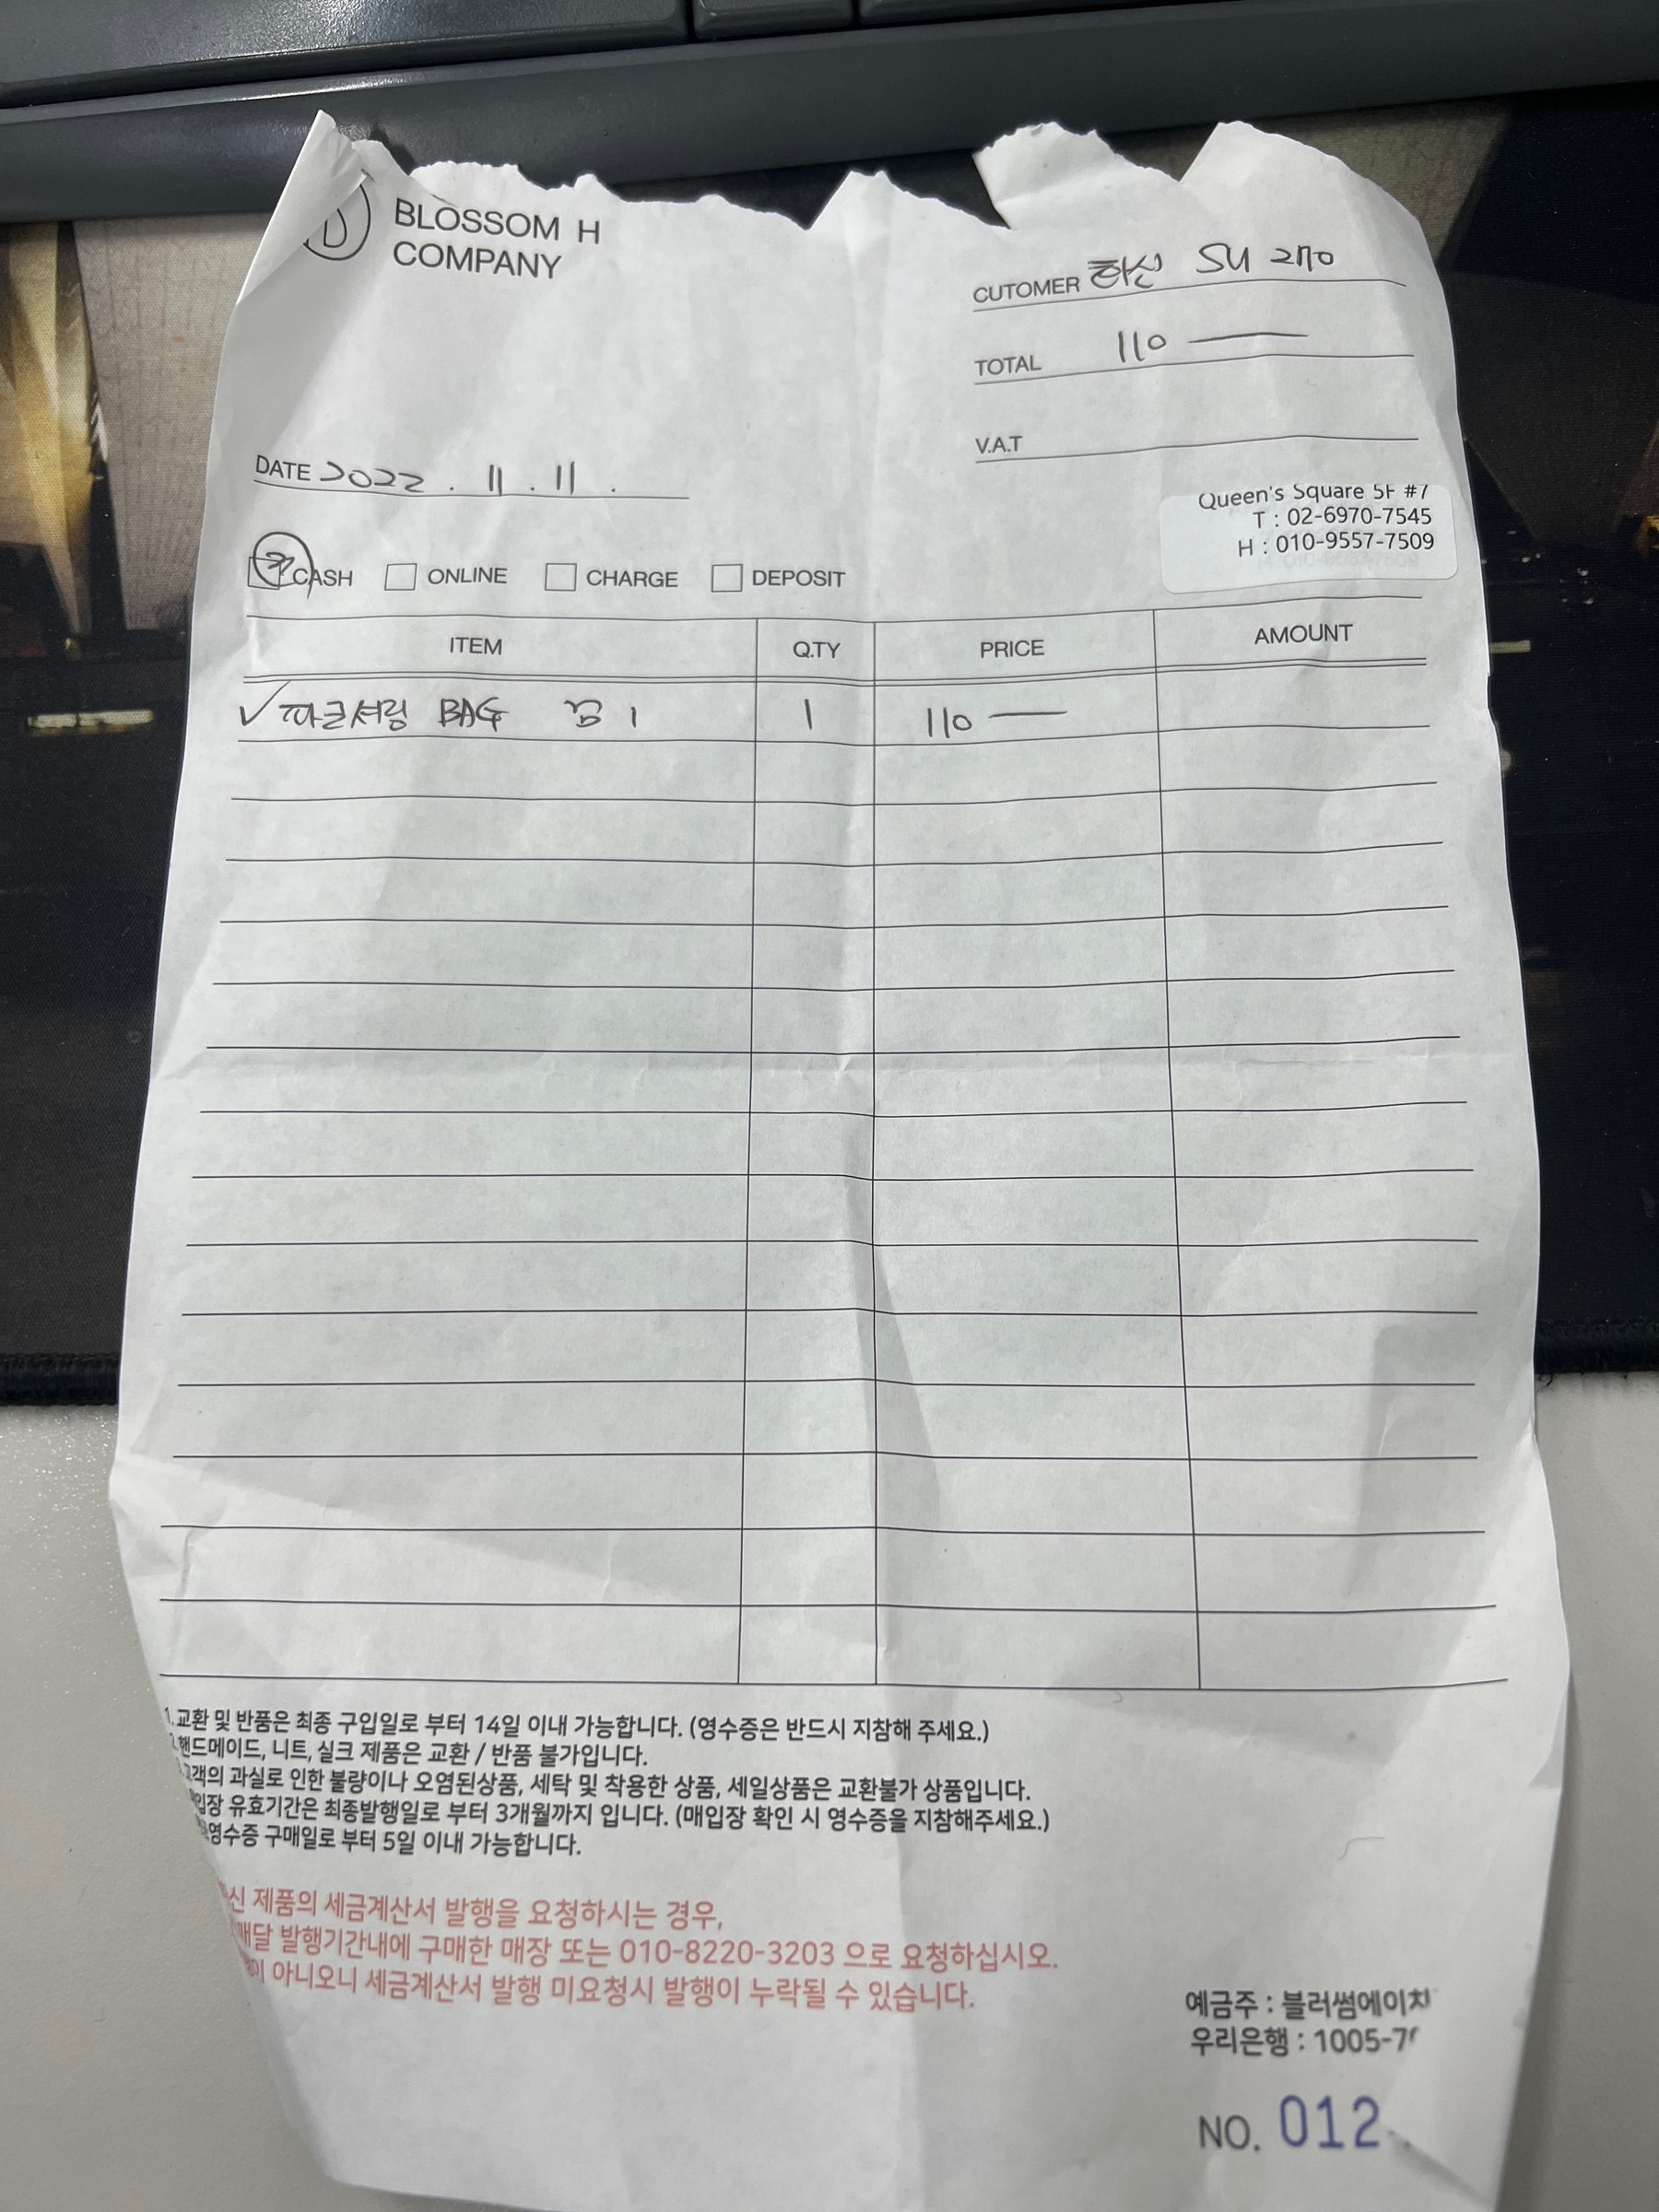 BLOSSOM H
COMPANY
CUTOMER 하신 SU 270
TOTAL 110 —
V.A.T
DATE 2022 . 11 . 11 .
Queen's Square 5F #7
T : 02-6970-7545
H : 010-9557-7509
CASH ONLINE CHARGE DEPOSIT
ITEM Q.TY PRICE AMOUNT
✓ 파코셔링 BAG 1 1 110 —
1. 교환 및 반품은 최종 구입일로 부터 14일 이내 가능합니다. (영수증은 반드시 지참해 주세요.)
핸드메이드, 니트, 실크 제품은 교환 / 반품 불가입니다.
고객의 과실로 인한 불량이나 오염된상품, 세탁 및 착용한 상품, 세일상품은 교환불가 상품입니다.
매입장 유효기간은 최종발행일로 부터 3개월까지 입니다. (매입장 확인 시 영수증을 지참해주세요.)
영수증 구매일로 부터 5일 이내 가능합니다.
신 제품의 세금계산서 발행을 요청하시는 경우,
매달 발행기간내에 구매한 매장 또는 010-8220-3203 으로 요청하십시오.
이 아니오니 세금계산서 발행 미요청시 발행이 누락될 수 있습니다.
예금주 : 블러썸에이치
우리은행 : 1005-7
NO. 012